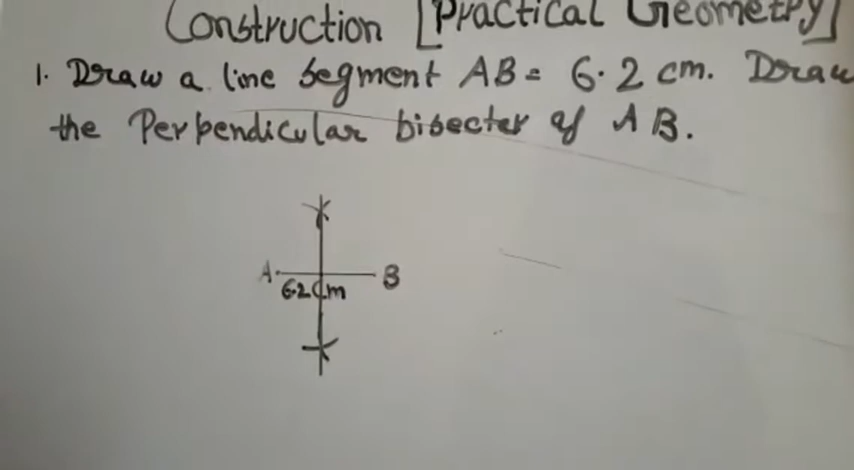 Construction [Practical Geometry]
1. Draw a line segment AB = 6.2 cm. Draw
the Perpendicular bisecter of AB.
A B
6.2 cm